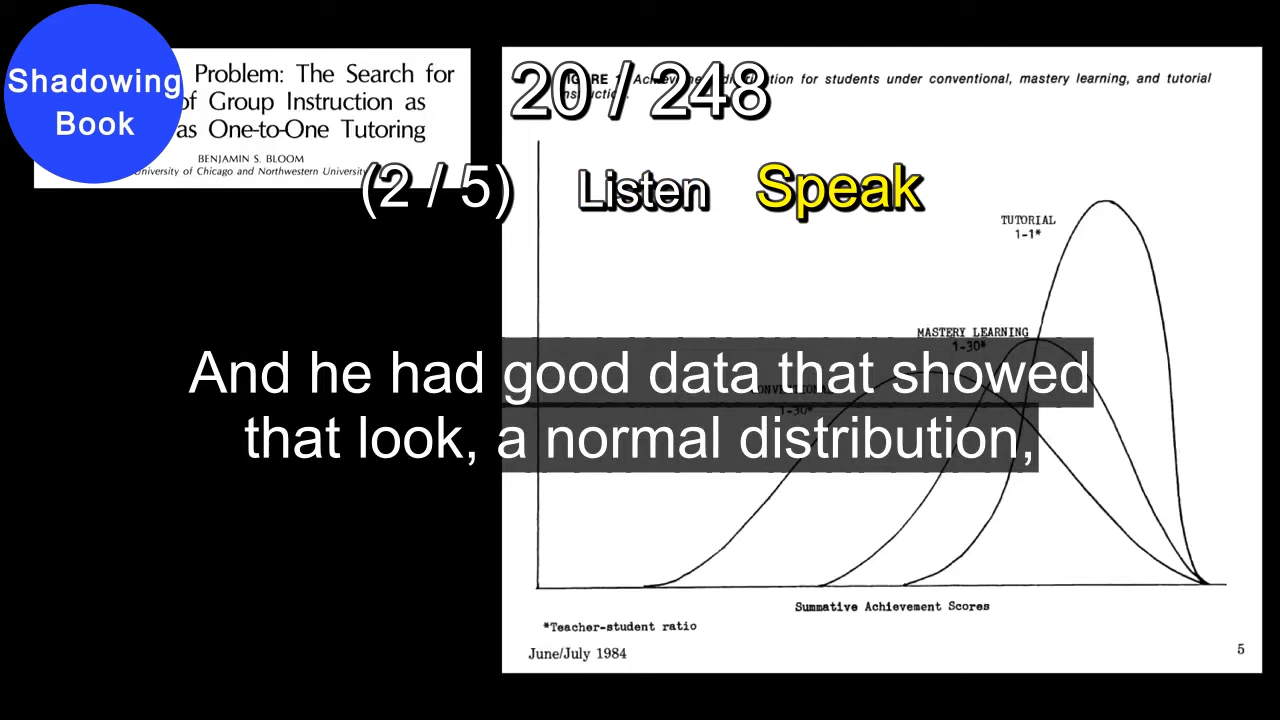 Shadowing
Book
Problem: The Search for
of Group Instruction as
as One-to-One Tutoring
BENJAMIN S. BLOOM
University of Chicago and Northwestern University
20 / 248
(2 / 5) Listen Speak
for students under conventional, mastery learning, and tutorial
TUTORIAL
1-1*
MASTERY LEARNING
1-30*
And he had good data that showed
that look, a normal distribution,
CONVENTIONAL
1-30*
Summative Achievement Scores
*Teacher-student ratio
June/July 1984
5